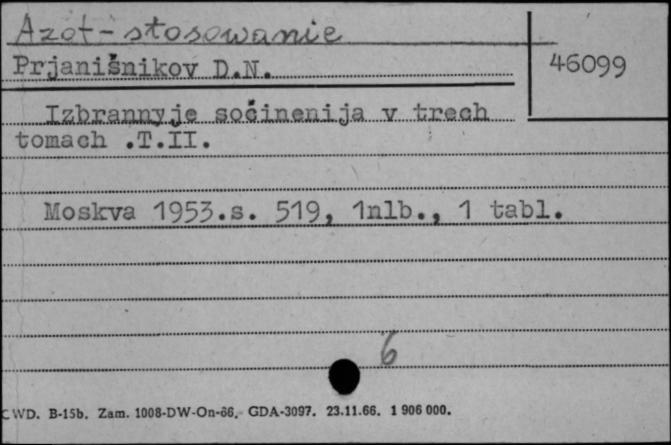 Azot - stosowanie
Prjanišnikov D.N.
46099
Izbrannyje sočinenija v trech
tomach .T.II.
Moskva 1953.s. 519, 1nlb., 1 tabl.
6
CWD. B-15b. Zam. 1008-DW-On-66. GDA-3097. 23.11.66. 1 906 000.